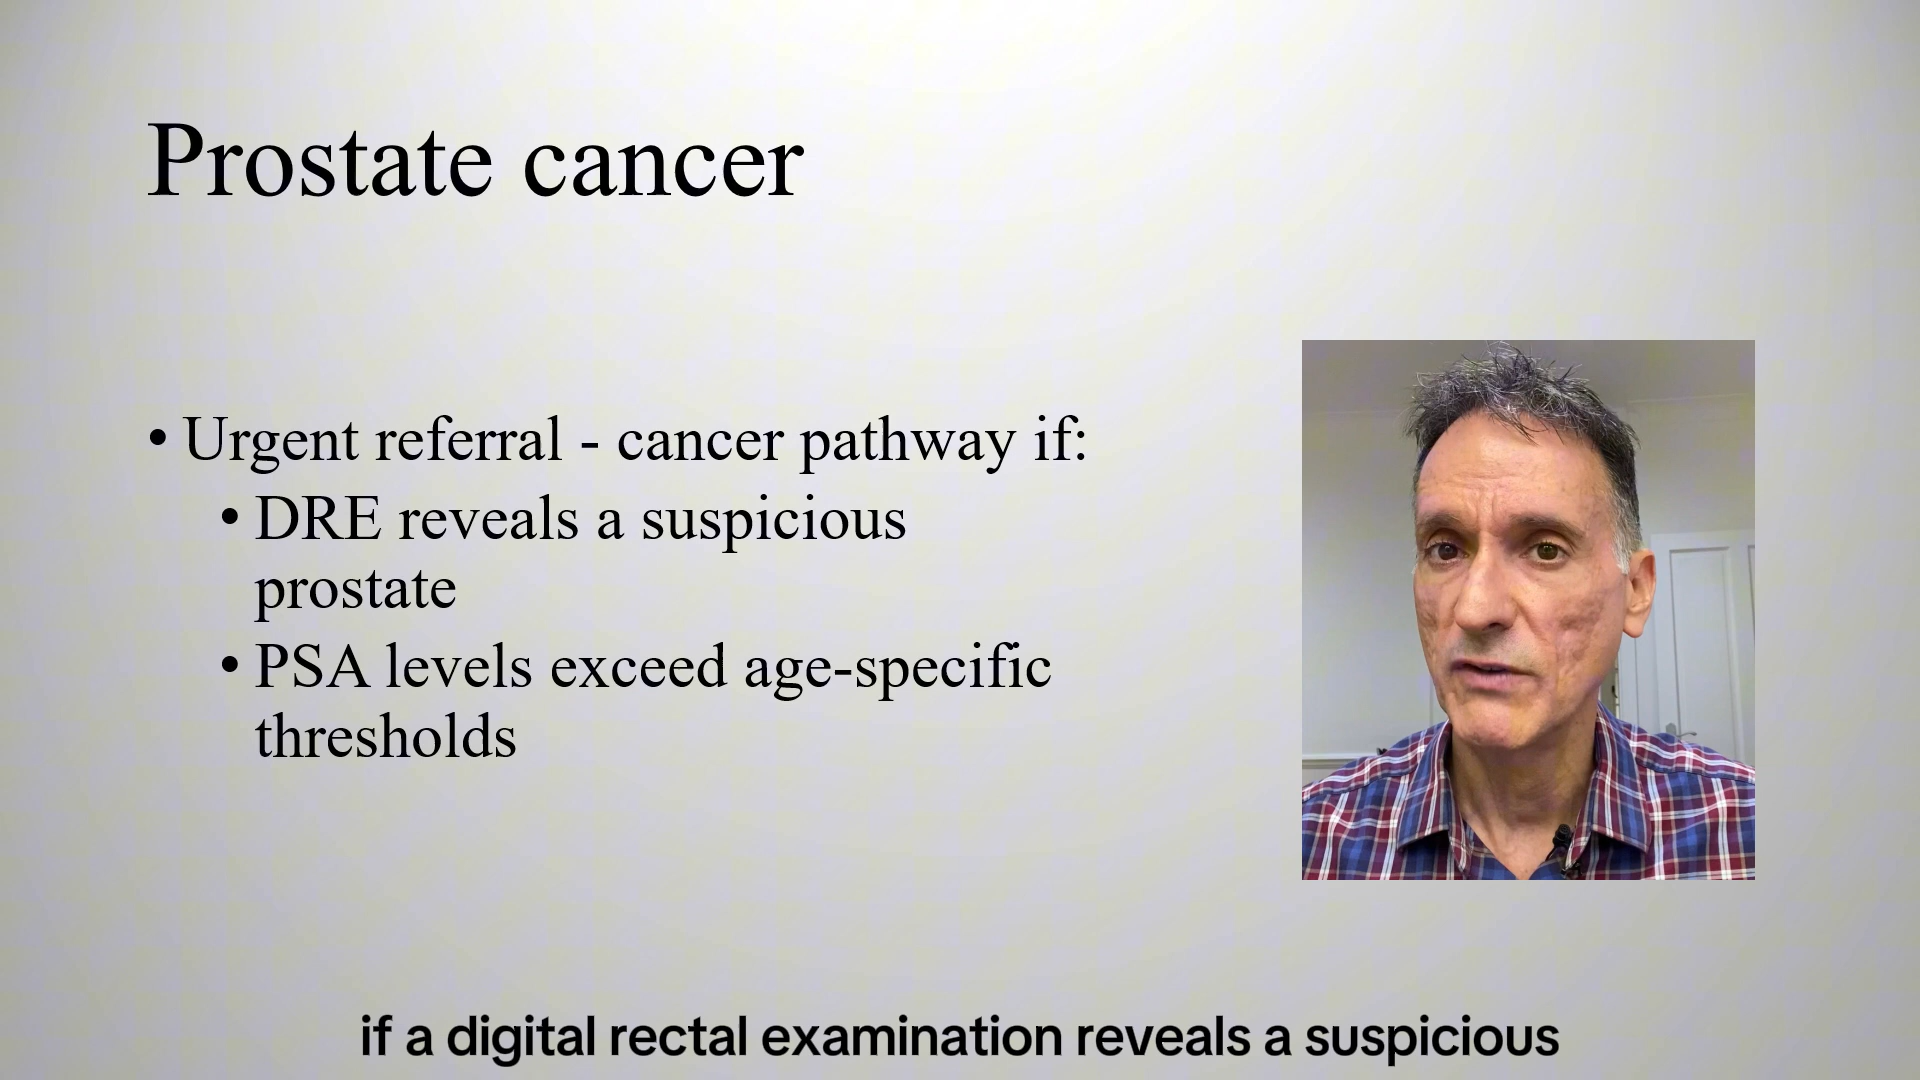 Prostate cancer
• Urgent referral - cancer pathway if:
• DRE reveals a suspicious
prostate
• PSA levels exceed age-specific
thresholds
if a digital rectal examination reveals a suspicious